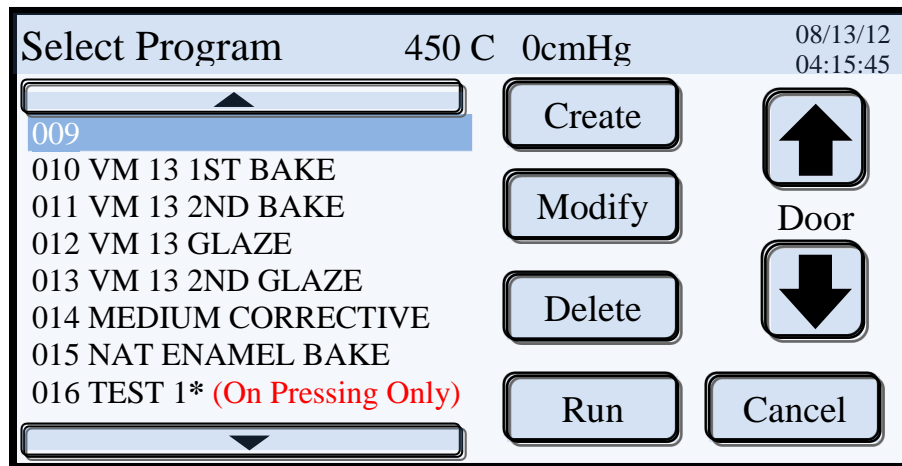 Select Program 450 C 0cmHg 08/13/12
04:15:45
009
010 VM 13 1ST BAKE
011 VM 13 2ND BAKE
012 VM 13 GLAZE
013 VM 13 2ND GLAZE
014 MEDIUM CORRECTIVE
015 NAT ENAMEL BAKE
016 TEST 1* (On Pressing Only)
Create
Modify
Delete
Run
Door
Cancel